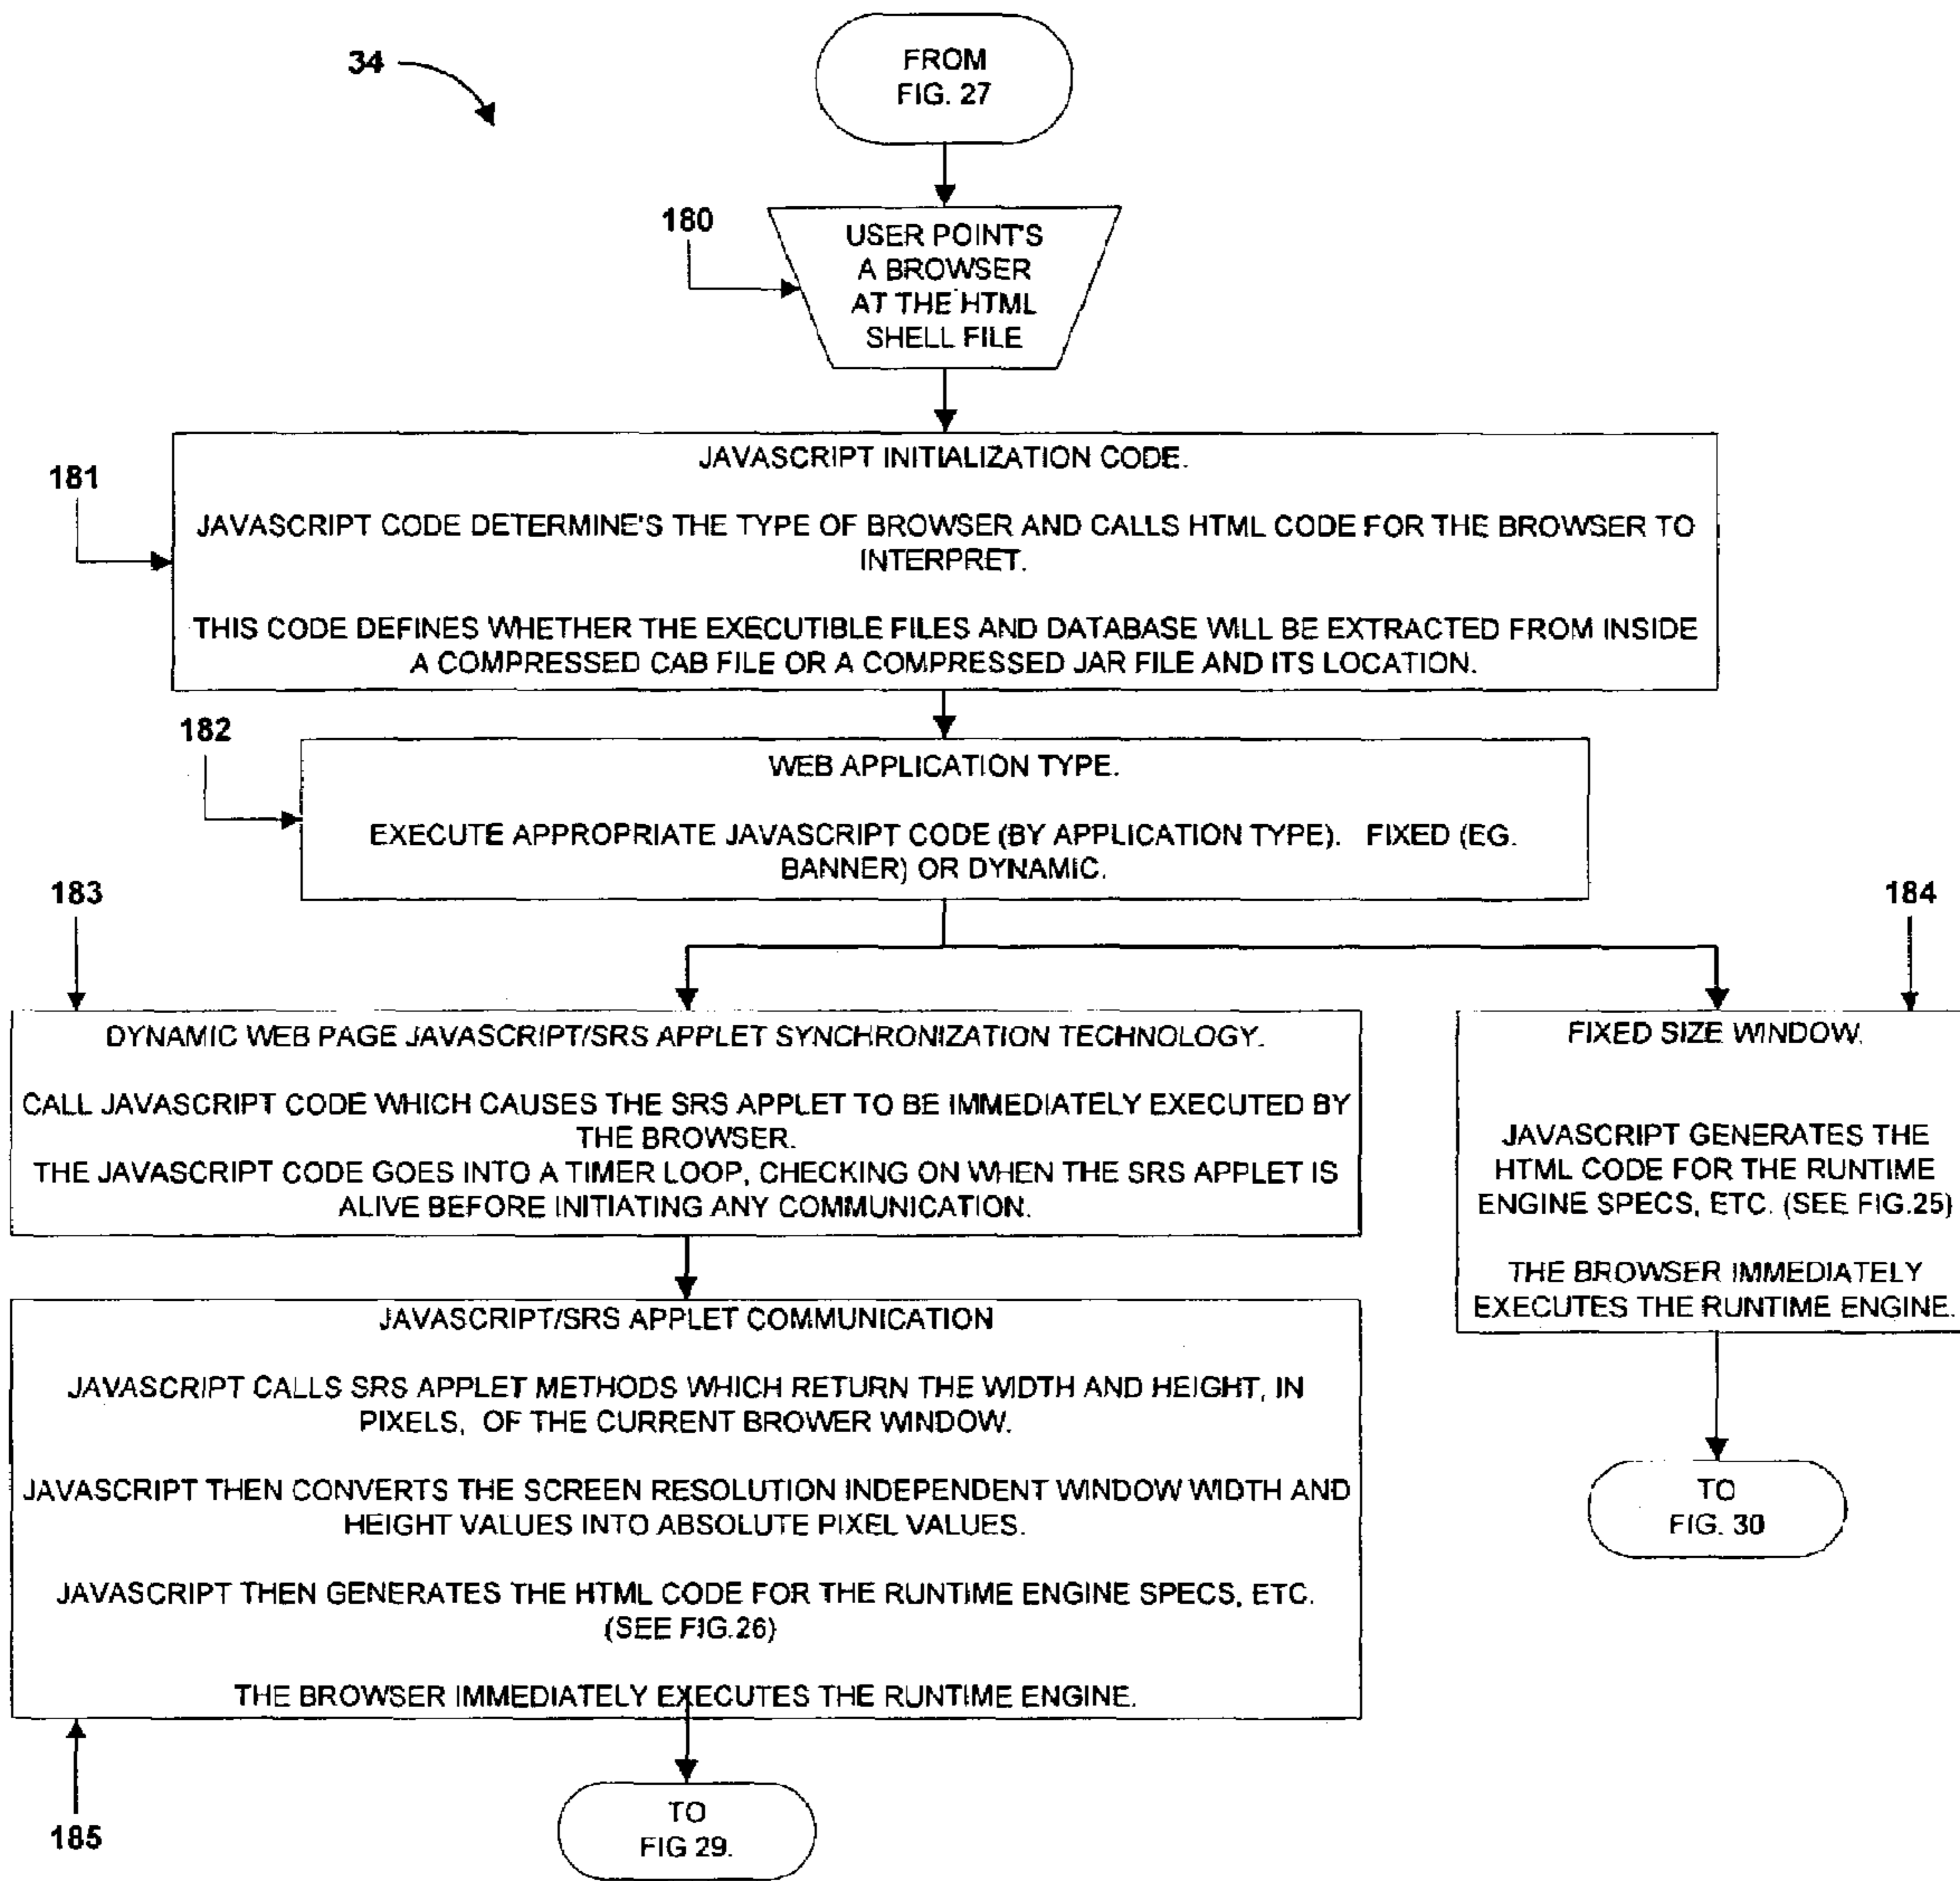 34
FROM
FIG. 27
180
USER POINT'S
A BROWSER
AT THE HTML
SHELL FILE
181
JAVASCRIPT INITIALIZATION CODE.
JAVASCRIPT CODE DETERMINE'S THE TYPE OF BROWSER AND CALLS HTML CODE FOR THE BROWSER TO
INTERPRET.
THIS CODE DEFINES WHETHER THE EXECUTIBLE FILES AND DATABASE WILL BE EXTRACTED FROM INSIDE
A COMPRESSED CAB FILE OR A COMPRESSED JAR FILE AND ITS LOCATION.
182
WEB APPLICATION TYPE.
EXECUTE APPROPRIATE JAVASCRIPT CODE (BY APPLICATION TYPE). FIXED (EG.
BANNER) OR DYNAMIC.
183
DYNAMIC WEB PAGE JAVASCRIPT/SRS APPLET SYNCHRONIZATION TECHNOLOGY.
CALL JAVASCRIPT CODE WHICH CAUSES THE SRS APPLET TO BE IMMEDIATELY EXECUTED BY
THE BROWSER.
THE JAVASCRIPT CODE GOES INTO A TIMER LOOP, CHECKING ON WHEN THE SRS APPLET IS
ALIVE BEFORE INITIATING ANY COMMUNICATION.
184
FIXED SIZE WINDOW.
JAVASCRIPT GENERATES THE
HTML CODE FOR THE RUNTIME
ENGINE SPECS, ETC. (SEE FIG.25)
THE BROWSER IMMEDIATELY
EXECUTES THE RUNTIME ENGINE.
TO
FIG. 30
JAVASCRIPT/SRS APPLET COMMUNICATION
JAVASCRIPT CALLS SRS APPLET METHODS WHICH RETURN THE WIDTH AND HEIGHT, IN
PIXELS, OF THE CURRENT BROWER WINDOW.
JAVASCRIPT THEN CONVERTS THE SCREEN RESOLUTION INDEPENDENT WINDOW WIDTH AND
HEIGHT VALUES INTO ABSOLUTE PIXEL VALUES.
JAVASCRIPT THEN GENERATES THE HTML CODE FOR THE RUNTIME ENGINE SPECS, ETC.
(SEE FIG.26)
THE BROWSER IMMEDIATELY EXECUTES THE RUNTIME ENGINE.
185
TO
FIG 29.